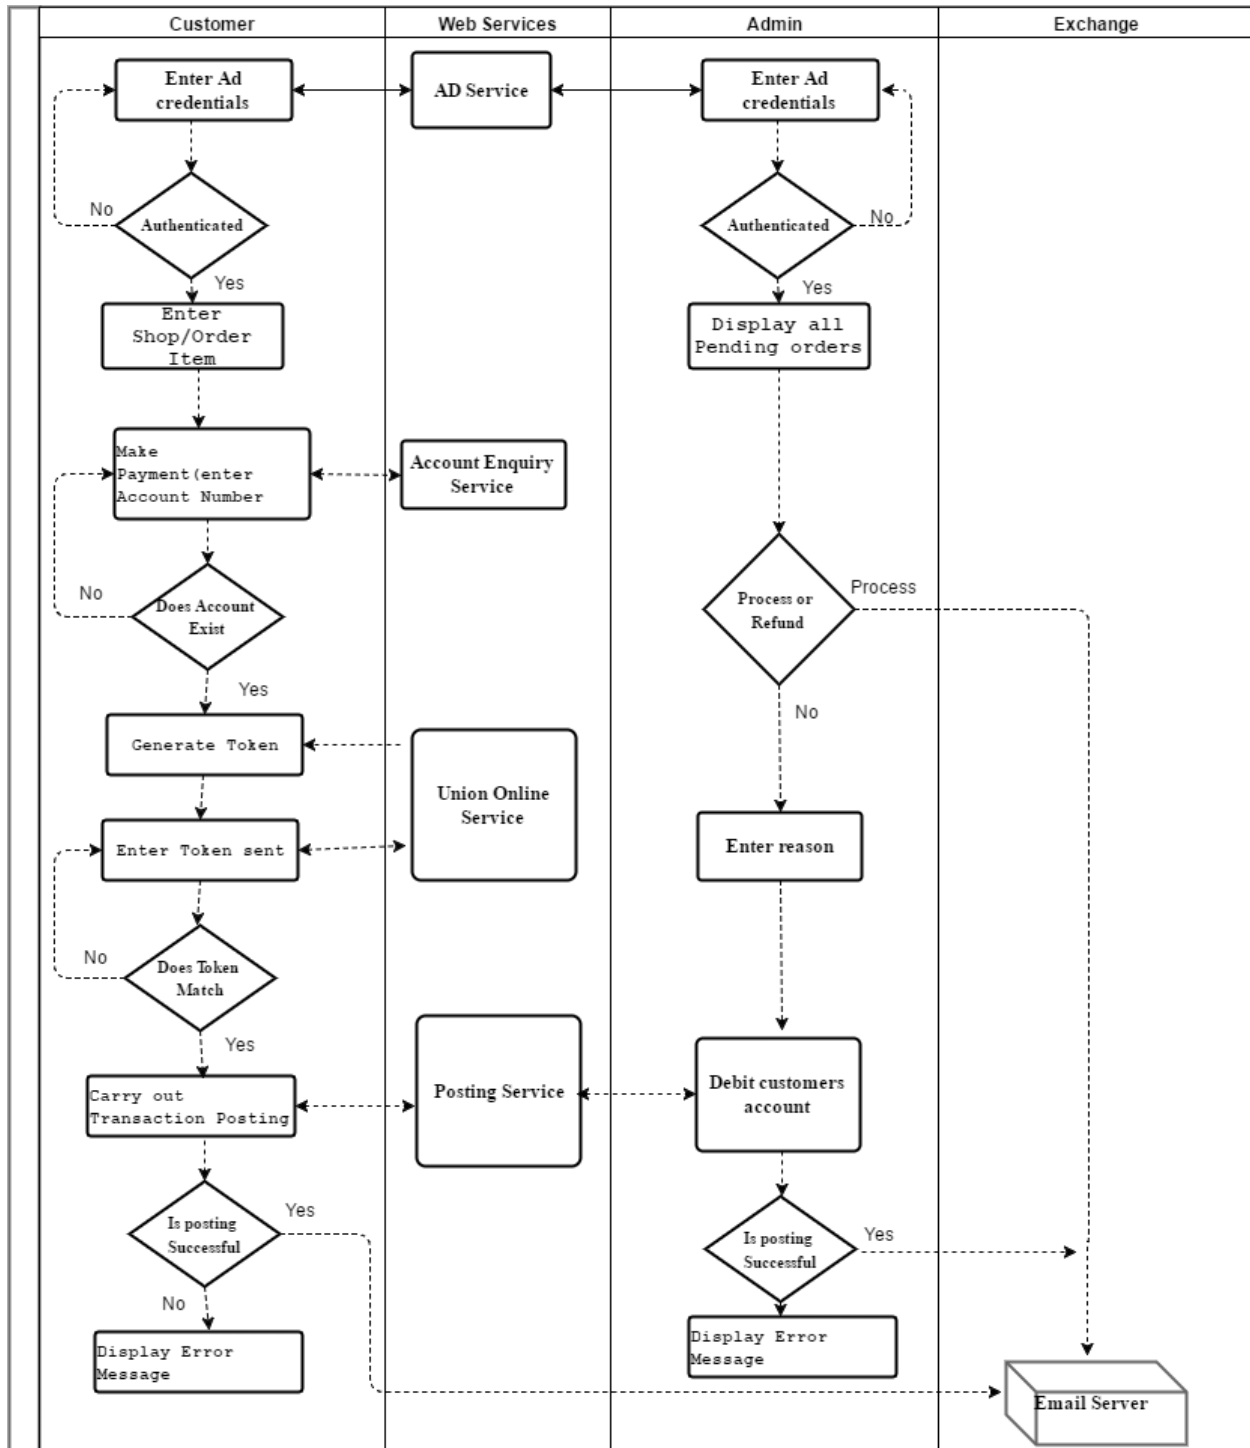 Customer
Web Services
Admin
Exchange
Enter Ad
credentials
AD Service
Enter Ad
credentials
No
Authenticated
Authenticated
No
Yes
Yes
Enter
Shop/Order
Item
Display all
Pending orders
Make
Payment(enter
Account Number
Account Enquiry
Service
No
Does Account
Exist
Process or
Refund
Process
Yes
No
Generate Token
Union Online
Service
Enter Token sent
Enter reason
No
Does Token
Match
Yes
Carry out
Transaction Posting
Posting Service
Debit customers
account
Is posting
Successful
Yes
Is posting
Successful
Yes
No
Display Error
Message
Display Error
Message
Email Server